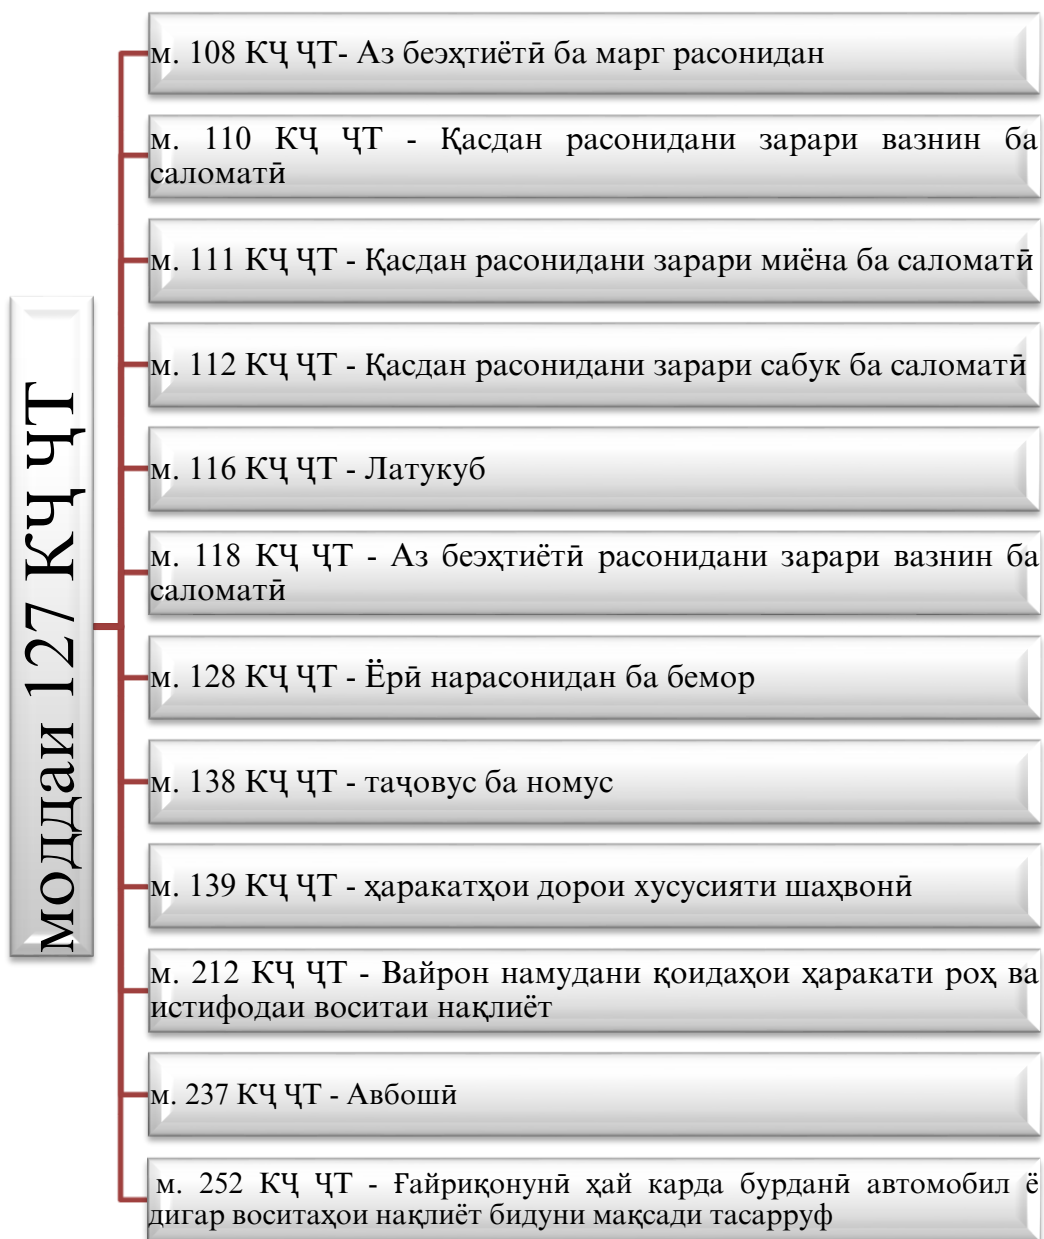 моддаи 127 КҶ ҶТ
м. 108 КҶ ҶТ- Аз беэҳтиётӣ ба марг расонидан
м. 110 КҶ ҶТ - Қасдан расонидани зарари вазнин ба
саломатӣ
м. 111 КҶ ҶТ - Қасдан расонидани зарари миёна ба саломатӣ
м. 112 КҶ ҶТ - Қасдан расонидани зарари сабук ба саломатӣ
м. 116 КҶ ҶТ - Латукуб
м. 118 КҶ ҶТ - Аз беэҳтиётӣ расонидани зарари вазнин ба
саломатӣ
м. 128 КҶ ҶТ - Ёрӣ нарасонидан ба бемор
м. 138 КҶ ҶТ - таҷовус ба номус
м. 139 КҶ ҶТ - ҳаракатҳои дорои хусусияти шаҳвонӣ
м. 212 КҶ ҶТ - Вайрон намудани қоидаҳои ҳаракати роҳ ва
истифодаи воситаи нақлиёт
м. 237 КҶ ҶТ - Авбошӣ
м. 252 КҶ ҶТ - Ғайриқонунӣ ҳай карда бурданӣ автомобил ё
дигар воситаҳои нақлиёт бидуни мақсади тасарруф